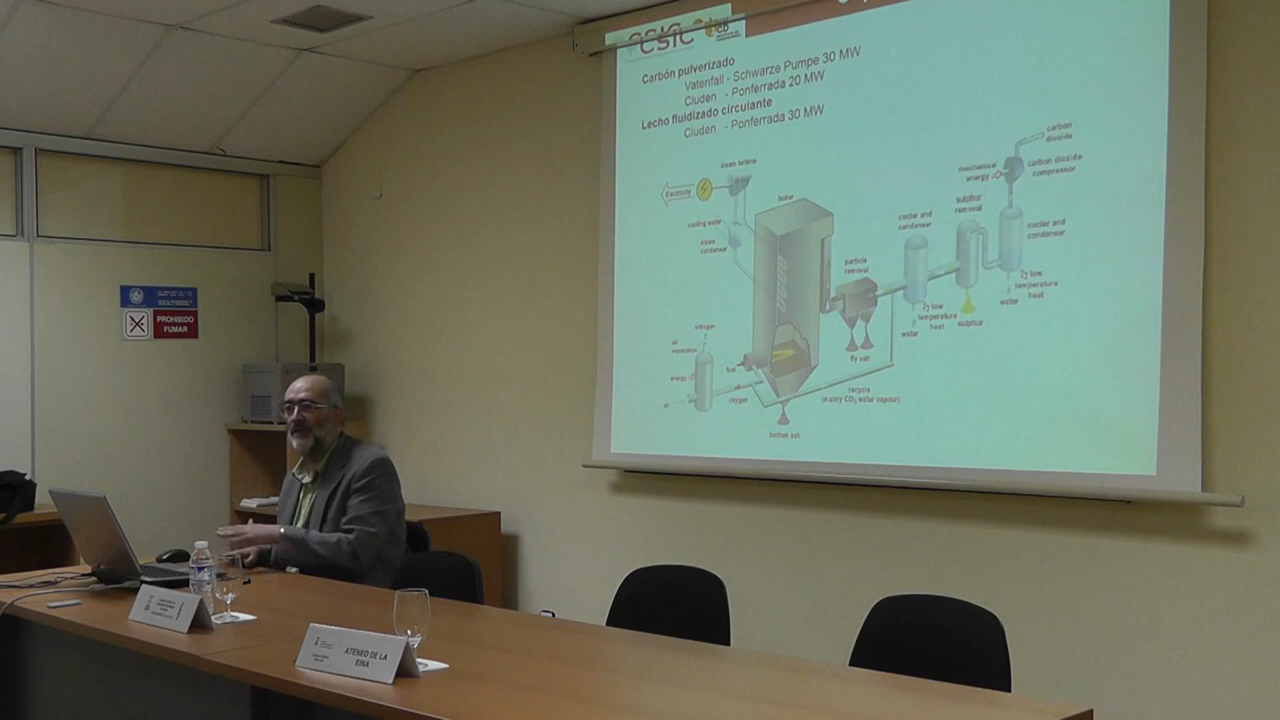 CSIC
Carbón pulverizado
Vatenfall - Schwarze Pumpe 30 MW
Ciuden - Ponferrada 20 MW
Lecho fluidizado circulante
Ciuden - Ponferrada 30 MW
carbon
dioxide
mechanical
energy
carbon dioxide
compressor
steam turbine
Electricity
boiler
cooling water
steam
condenser
cooler and
condenser
sulphur
removal
cooler and
condenser
particle
removal
low
temperature
heat
water
low
temperature
heat
water
sulphur
nitrogen
air
separation
energy
fuel
fly ash
oxygen
recycle
(mainly CO2, water vapour)
bottom ash
PROHIBIDO
FUMAR
ATENEO DE LA
EINA